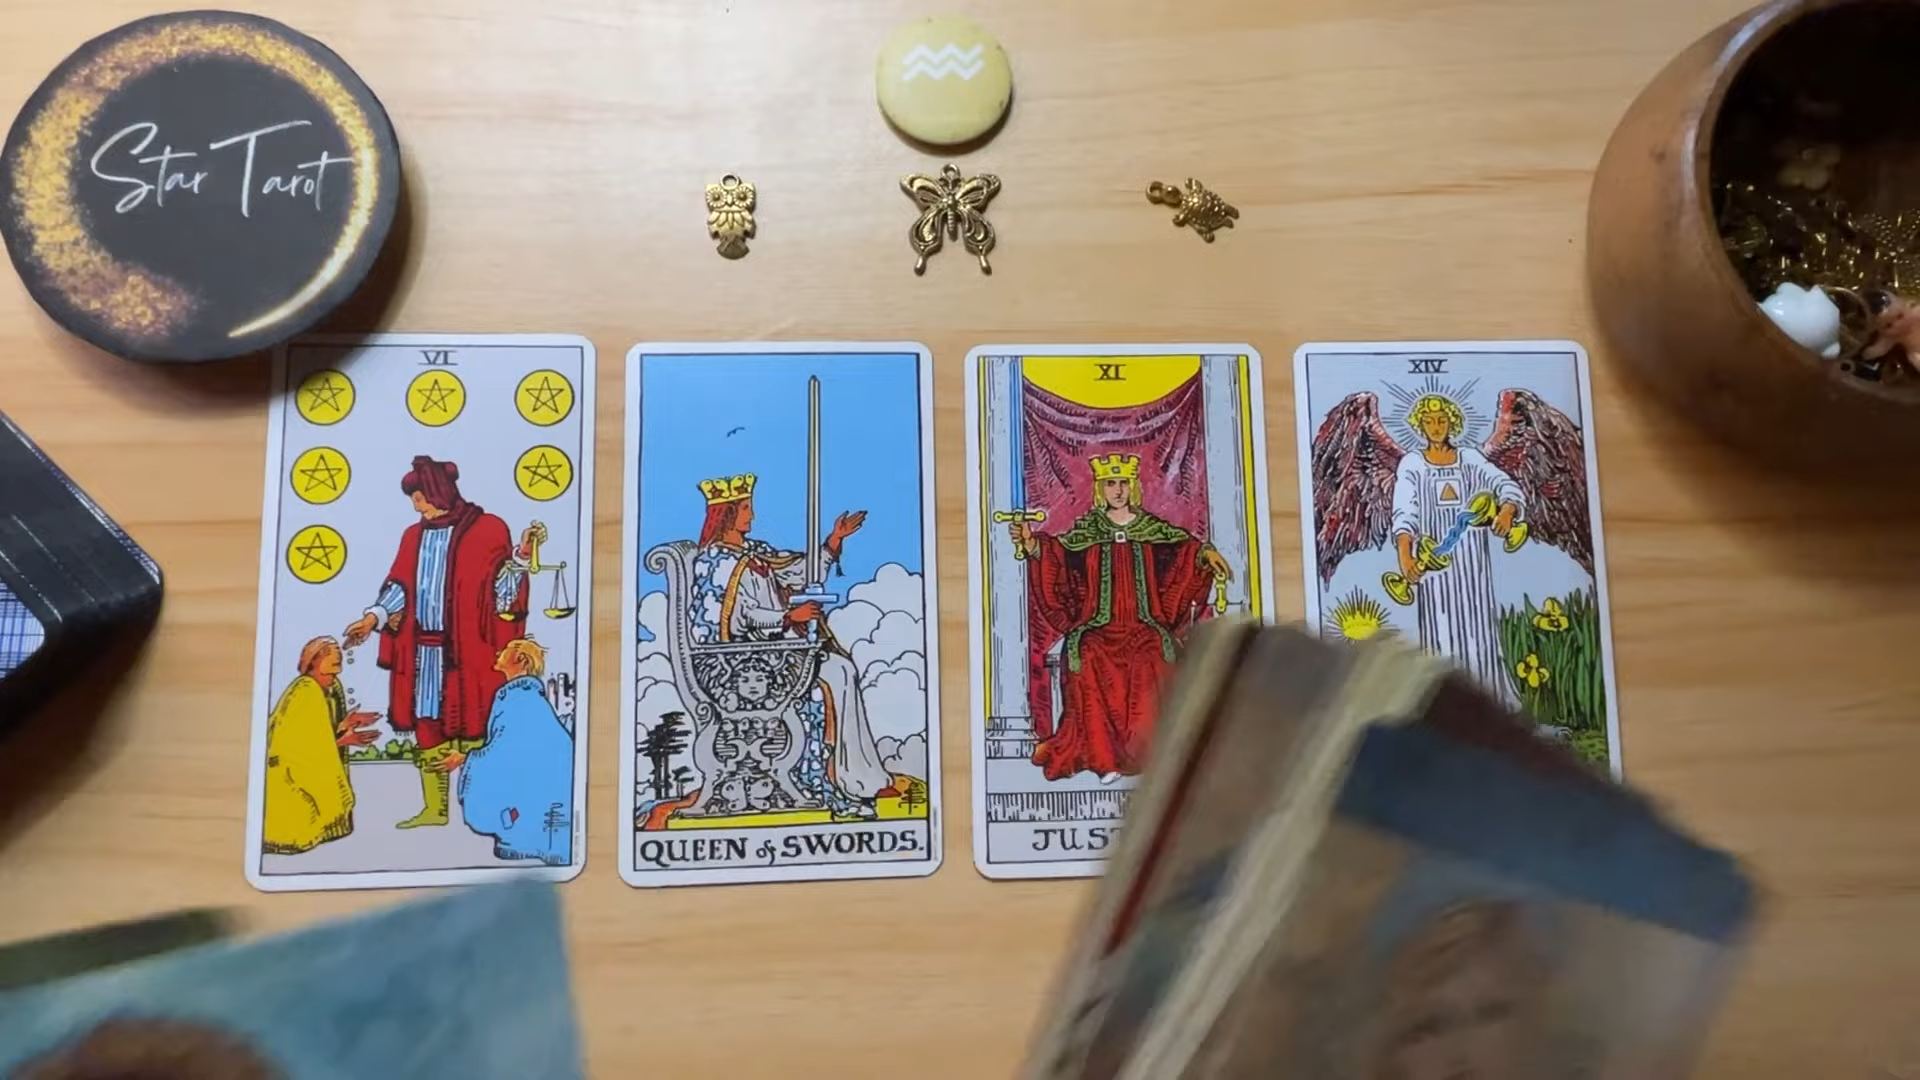 Star Tarot
VI
QUEEN of SWORDS.
XI
JUST
XIV